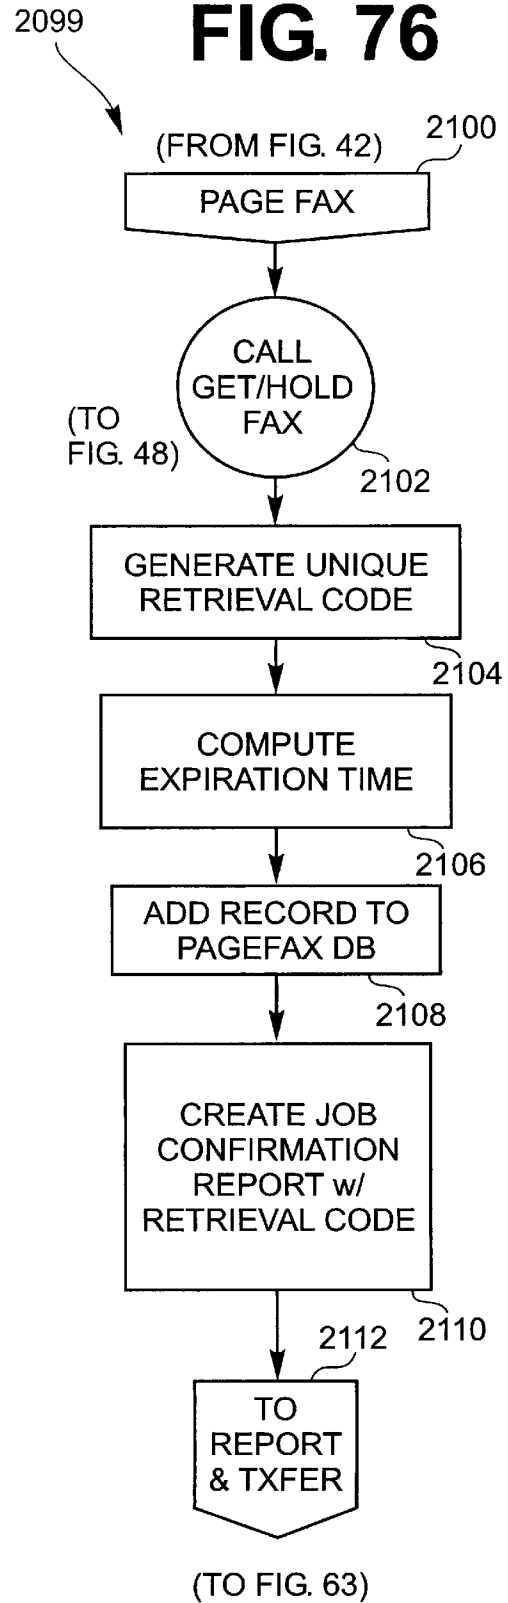 2099
FIG. 76
(FROM FIG. 42)
2100
PAGE FAX
CALL
GET/HOLD
FAX
(TO
FIG. 48)
2102
GENERATE UNIQUE
RETRIEVAL CODE
2104
COMPUTE
EXPIRATION TIME
2106
ADD RECORD TO
PAGEFAX DB
2108
CREATE JOB
CONFIRMATION
REPORT w/
RETRIEVAL CODE
2110
2112
TO
REPORT
& TXFER
(TO FIG. 63)